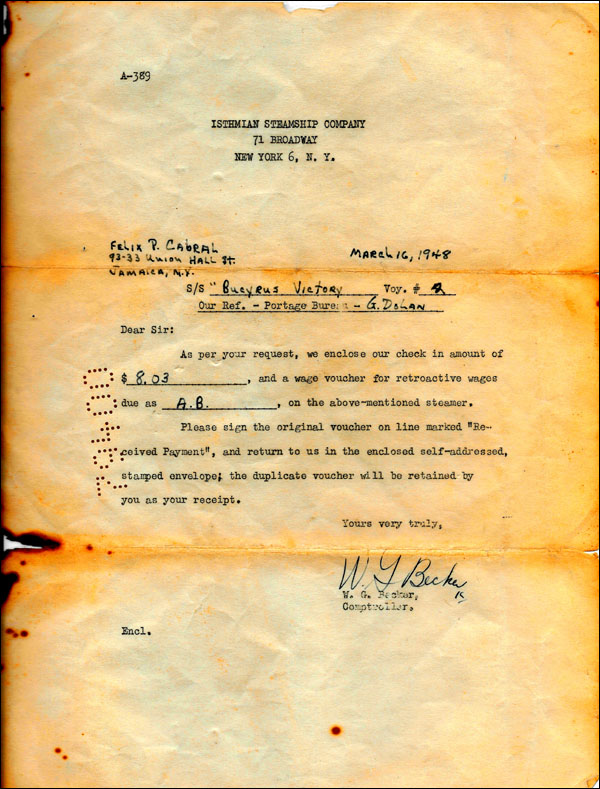 A-389
ISTHMIAN STEAMSHIP COMPANY
71 BROADWAY
NEW YORK 6, N. Y.
FELIX P. CABRAL
93-33 UNION HALL St.
JAMAICA, N.Y.
MARCH 16, 1948
S/S " BUCYRUS VICTORY Voy. # 2
Our Ref. - Portage Bureau - G. DOLAN
Dear Sir:
As per your request, we enclose our check in amount of
$ 8.03, and a wage voucher for retroactive wages
due as A.B., on the above-mentioned steamer.
Please sign the original voucher on line marked "Re-
ceived Payment", and return to us in the enclosed self-addressed,
stamped envelope; the duplicate voucher will be retained by
you as your receipt.
Yours very truly,
W. G. Becker
W. G. Becker,
Comptroller.
Encl.